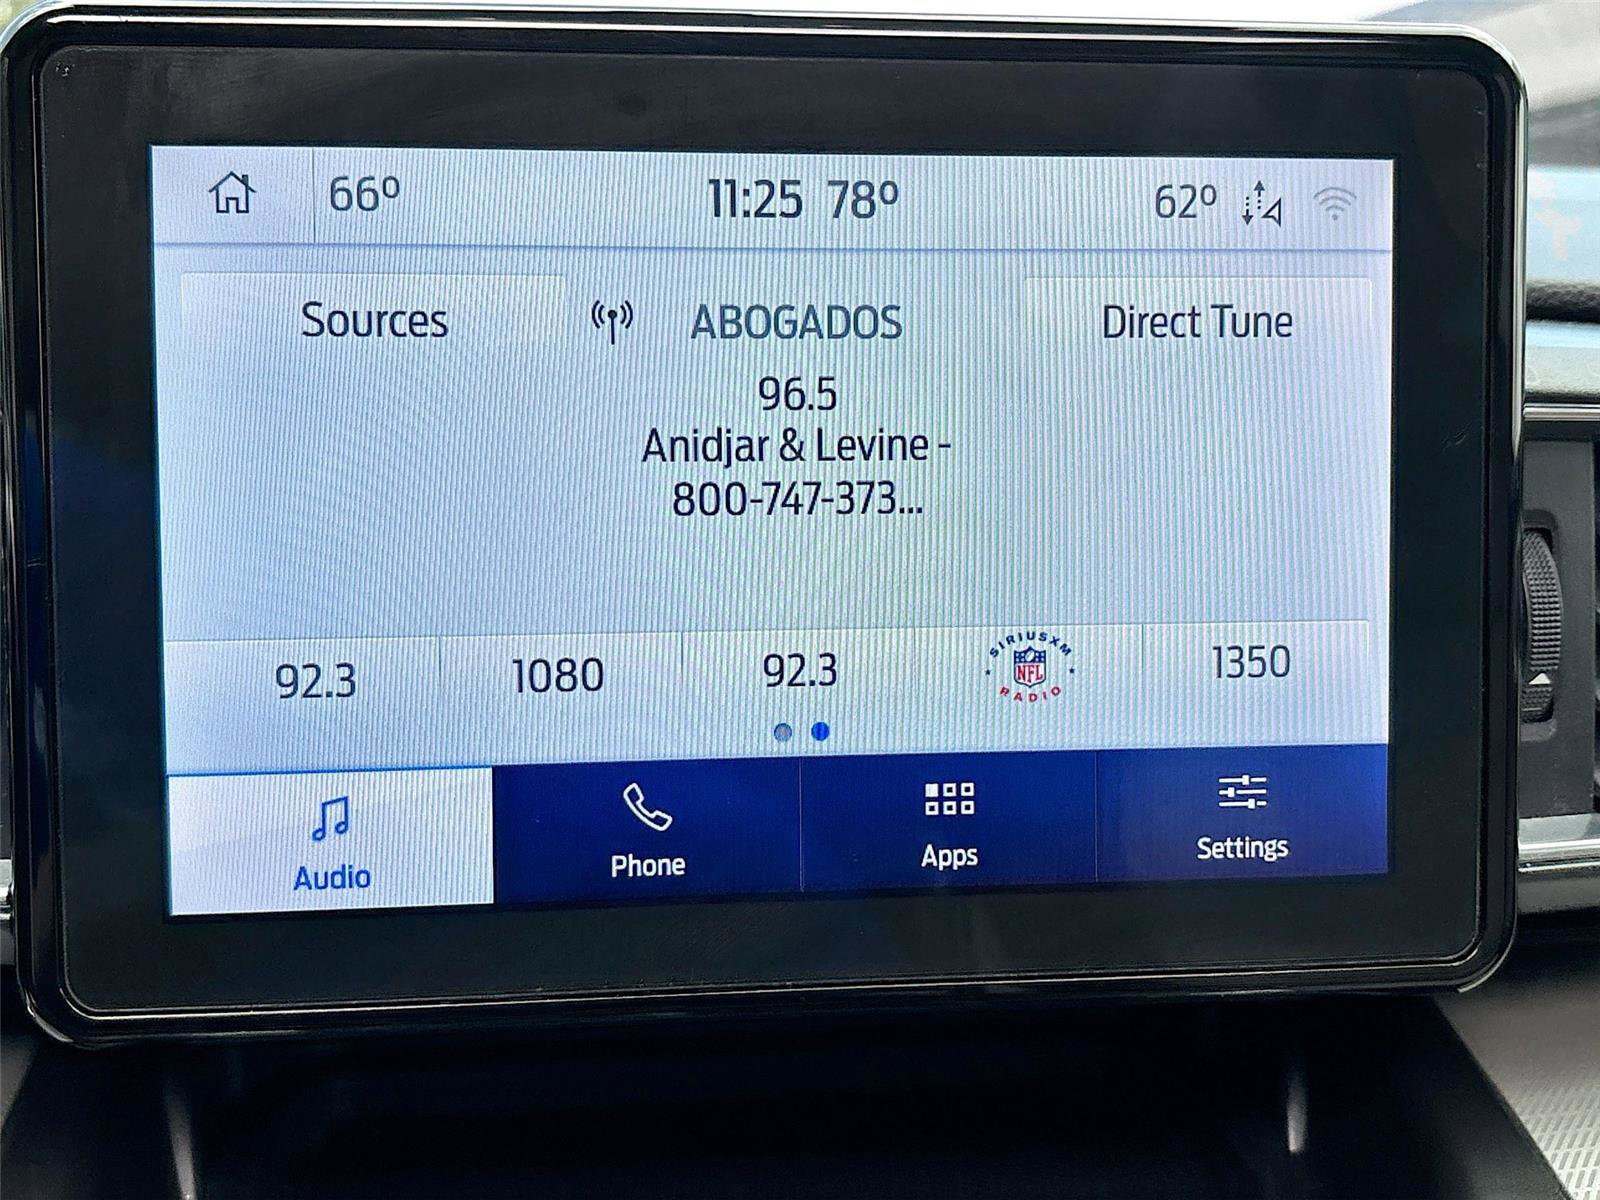 66º
11:25 78º
62º
Sources
ABOGADOS
Direct Tune
96.5
Anidjar & Levine -
800-747-373...
92.3
1080
92.3
SIRIUSXM
NFL
RADIO
1350
Audio
Phone
Apps
Settings